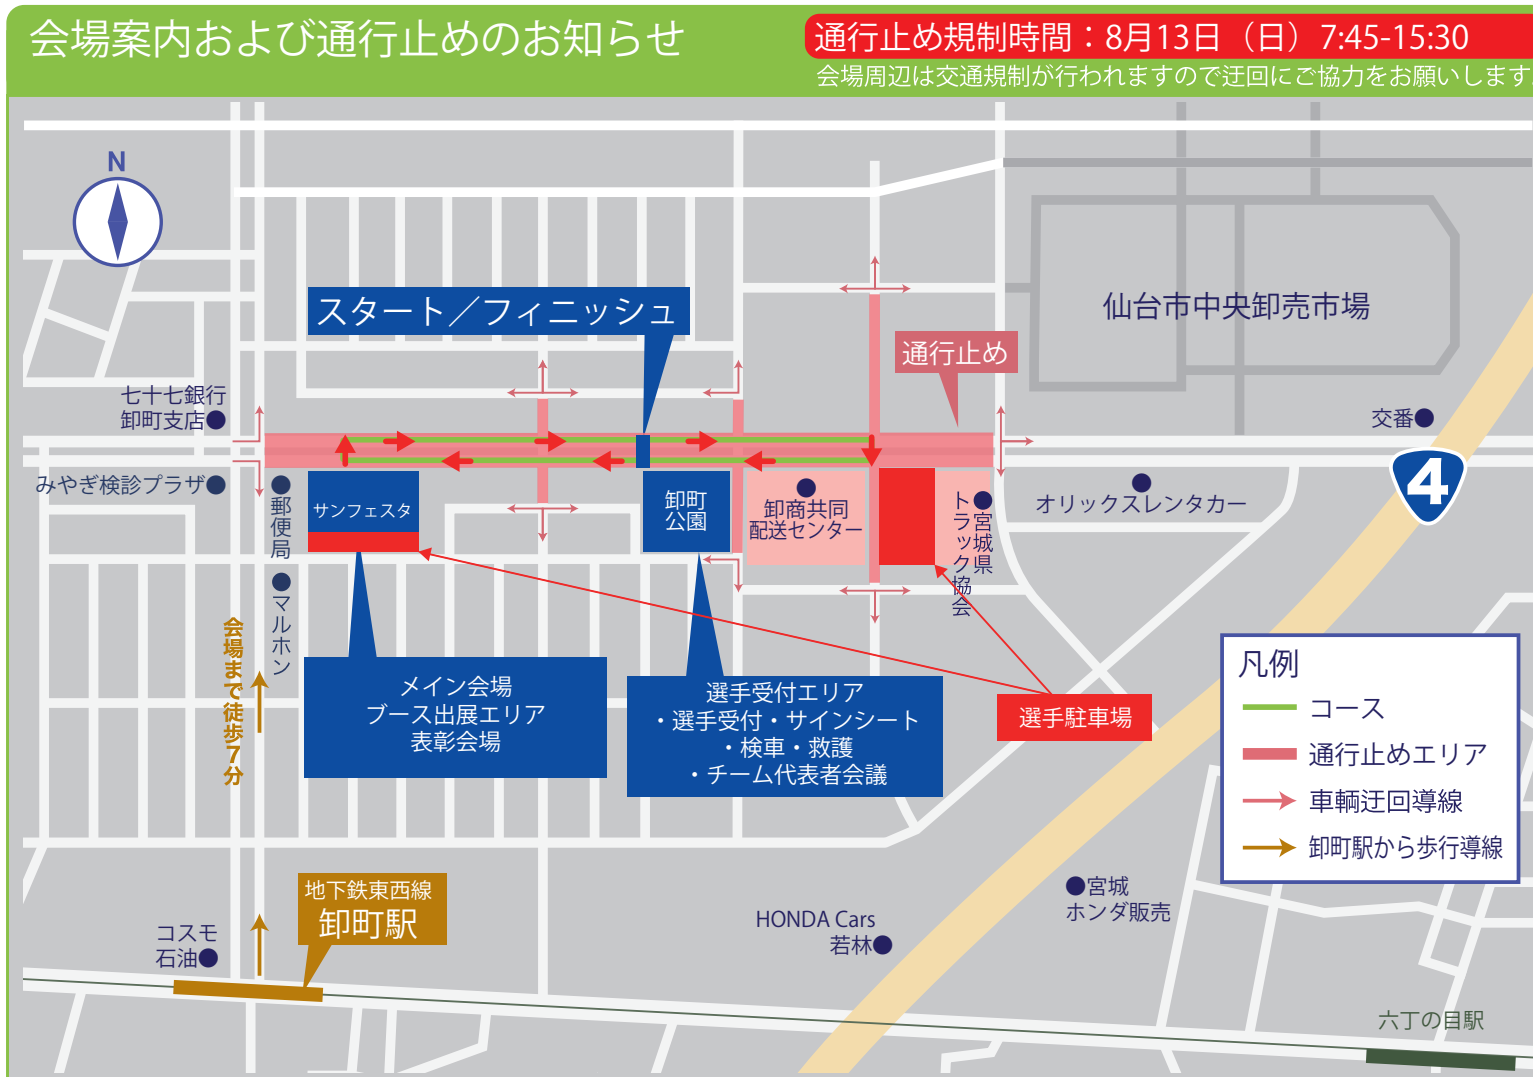 会場案内および通行止めのお知らせ
通行止め規制時間：8月13日（日）7:45-15:30
会場周辺は交通規制が行われますので迂回にご協力をお願いします
N
スタート／フィニッシュ
通行止め
仙台市中央卸売市場
七十七銀行
卸町支店
交番
4
みやぎ検診プラザ
郵便局
サンフェスタ
卸町
公園
卸商共同
配送センター
宮城県
トラック協会
オリックスレンタカー
マルホン
会場まで徒歩7分
メイン会場
ブース出展エリア
表彰会場
選手受付エリア
・選手受付・サインシート
・検車・救護
・チーム代表者会議
選手駐車場
凡例
コース
通行止めエリア
車輌迂回導線
卸町駅から歩行導線
地下鉄東西線
卸町駅
コスモ
石油
HONDA Cars
若林
宮城
ホンダ販売
六丁の目駅